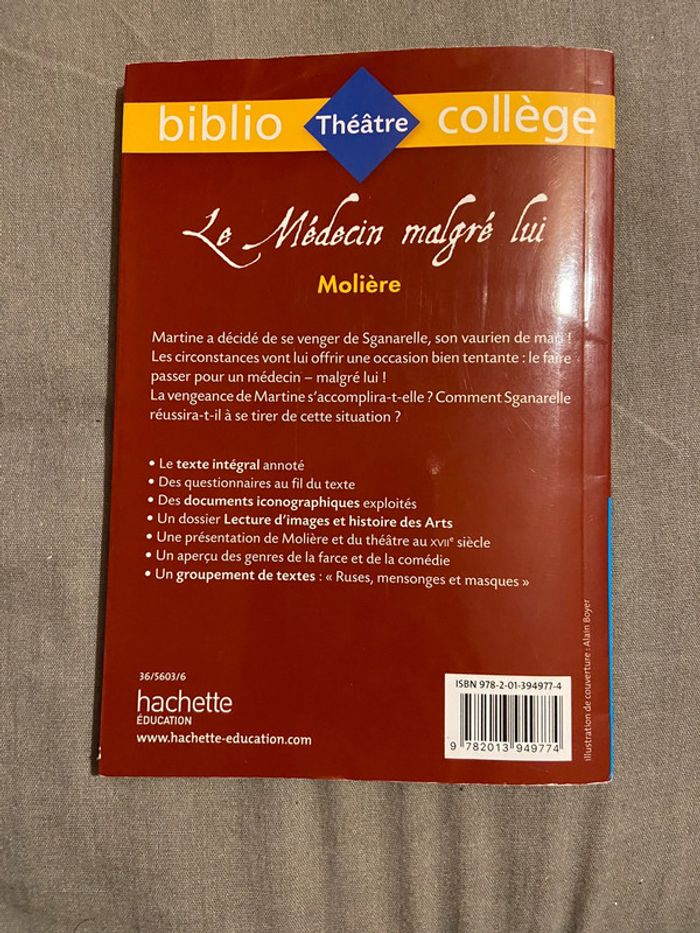 biblio Théâtre collège
Le Médecin malgré lui
Molière
Martine a décidé de se venger de Sganarelle, son vaurien de mari !
Les circonstances vont lui offrir une occasion bien tentante : le faire
passer pour un médecin – malgré lui !
La vengeance de Martine s'accomplira-t-elle ? Comment Sganarelle
réussira-t-il à se tirer de cette situation ?
• Le texte intégral annoté
• Des questionnaires au fil du texte
• Des documents iconographiques exploités
• Un dossier Lecture d'images et histoire des Arts
• Une présentation de Molière et du théâtre au XVIIe siècle
• Un aperçu des genres de la farce et de la comédie
• Un groupement de textes : « Ruses, mensonges et masques »
36/5603/6
hachette
ÉDUCATION
www.hachette-education.com
ISBN 978-2-01-394977-4
9 782013 949774
illustration de couverture : Alain Boyer